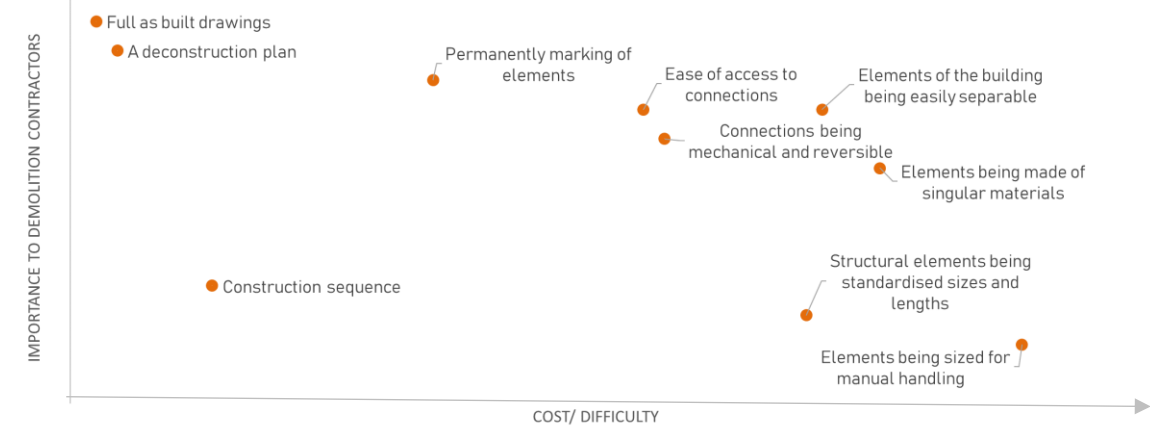 IMPORTANCE TO DEMOLITION CONTRACTORS
Full as built drawings
A deconstruction plan
Permanently marking of
elements
Ease of access to
connections
Elements of the building
being easily separable
Connections being
mechanical and reversible
Elements being made of
singular materials
Construction sequence
Structural elements being
standardised sizes and
lengths
Elements being sized for
manual handling
COST/ DIFFICULTY